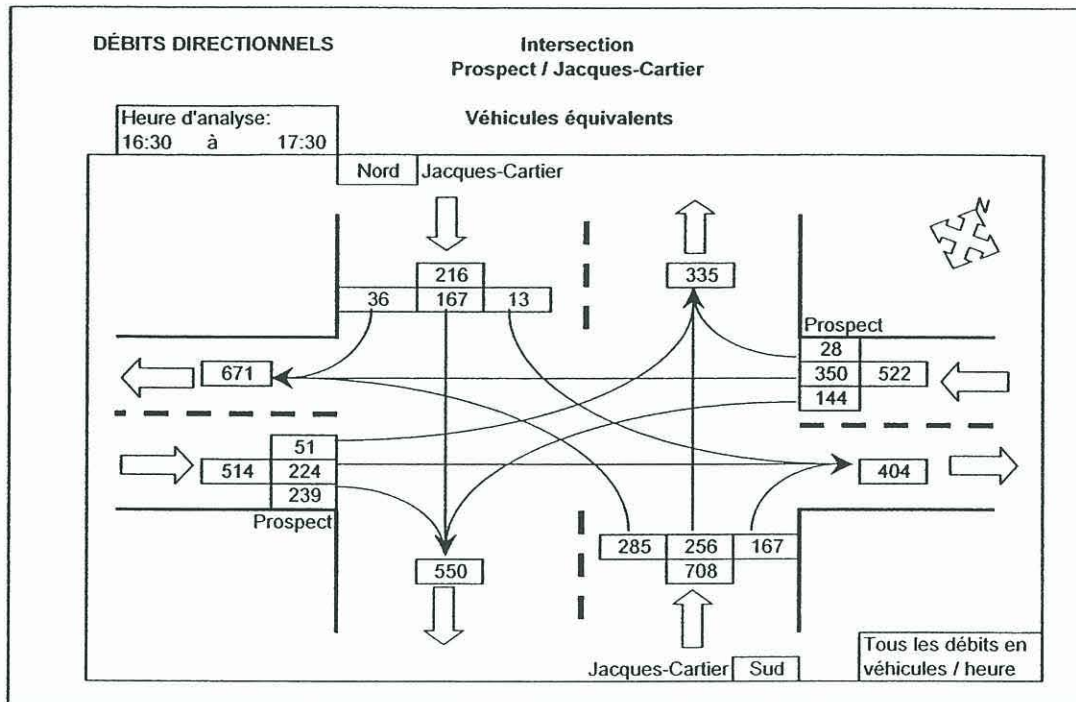 DÉBITS DIRECTIONNELS
Intersection
Prospect / Jacques-Cartier
Véhicules équivalents
Heure d'analyse:
16:30 à 17:30
Nord Jacques-Cartier
N
216
36 167 13
335
Prospect
28
350 522
144
671
51
514 224
239
Prospect
404
550
285 256 167
708
Jacques-Cartier Sud
Tous les débits en
véhicules / heure